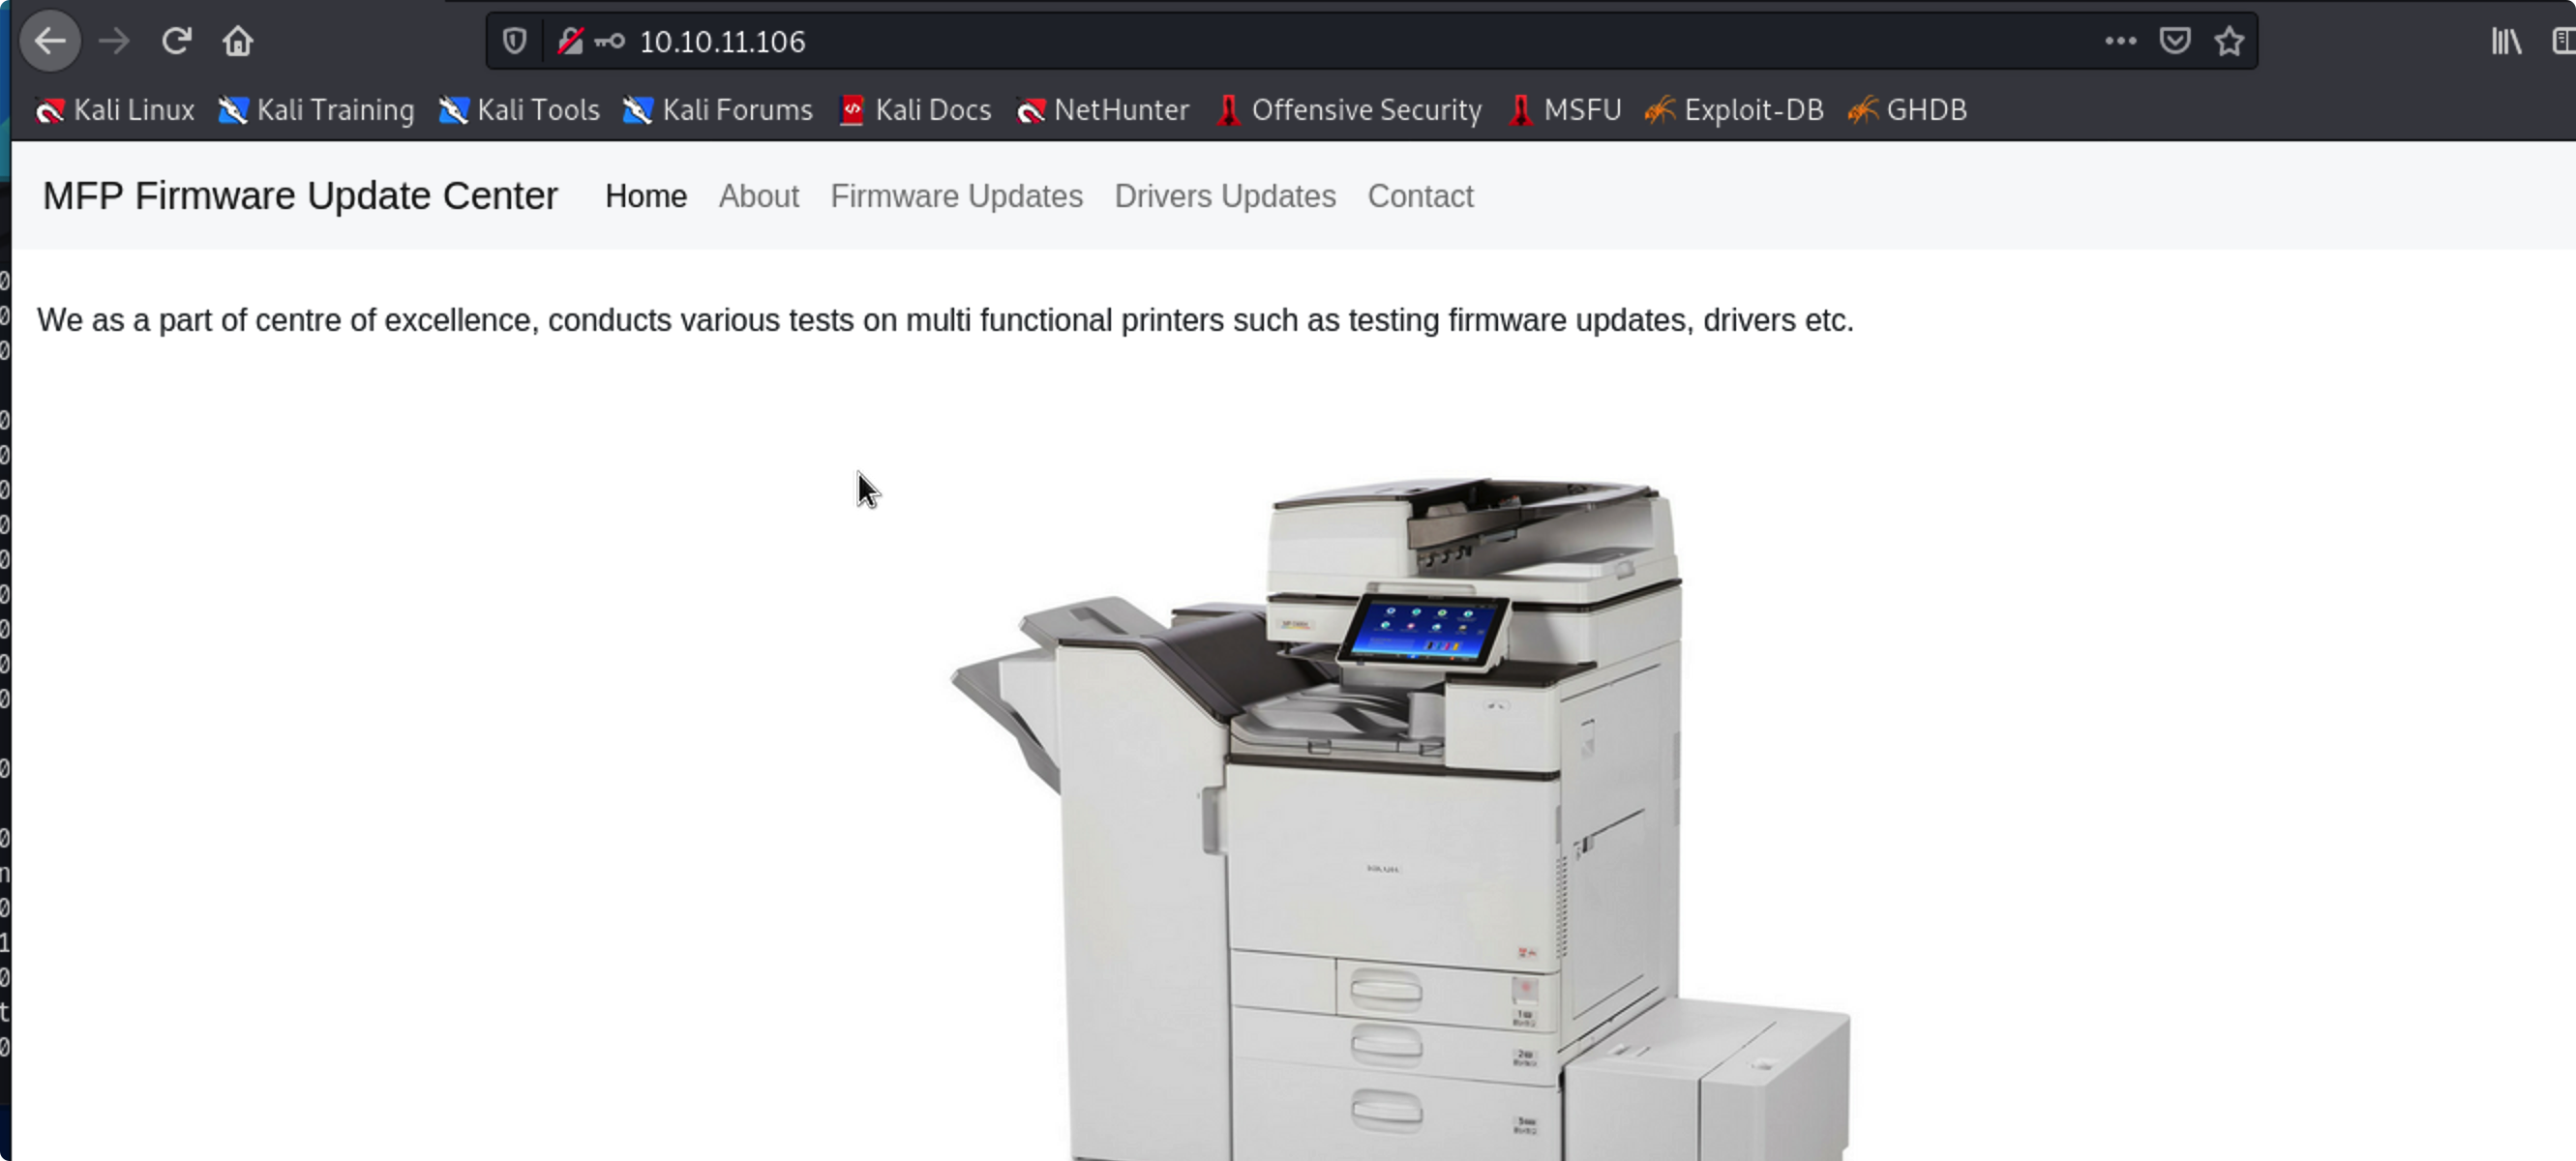 10.10.11.106
Kali Linux Kali Training Kali Tools Kali Forums Kali Docs NetHunter Offensive Security MSFU Exploit-DB GHDB
MFP Firmware Update Center Home About Firmware Updates Drivers Updates Contact
We as a part of centre of excellence, conducts various tests on multi functional printers such as testing firmware updates, drivers etc.